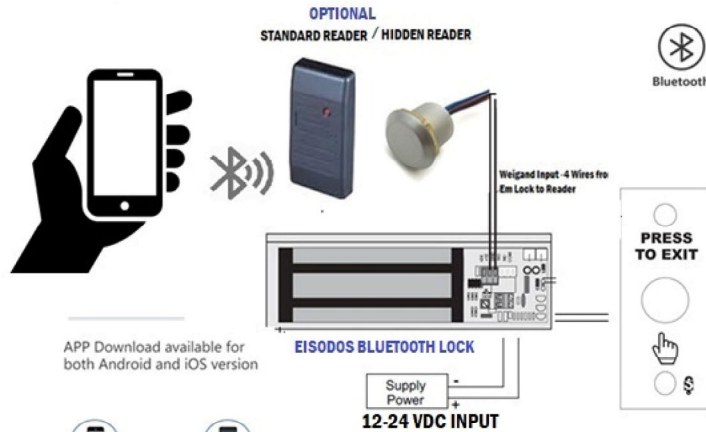 OPTIONAL
STANDARD READER / HIDDEN READER
Bluetooth
Weigand Input -4 Wires fro
Em Lock to Reader
PRESS
TO EXIT
APP Download available for
both Android and iOS version
EISODOS BLUETOOTH LOCK
Supply
Power
-
+
12-24 VDC INPUT